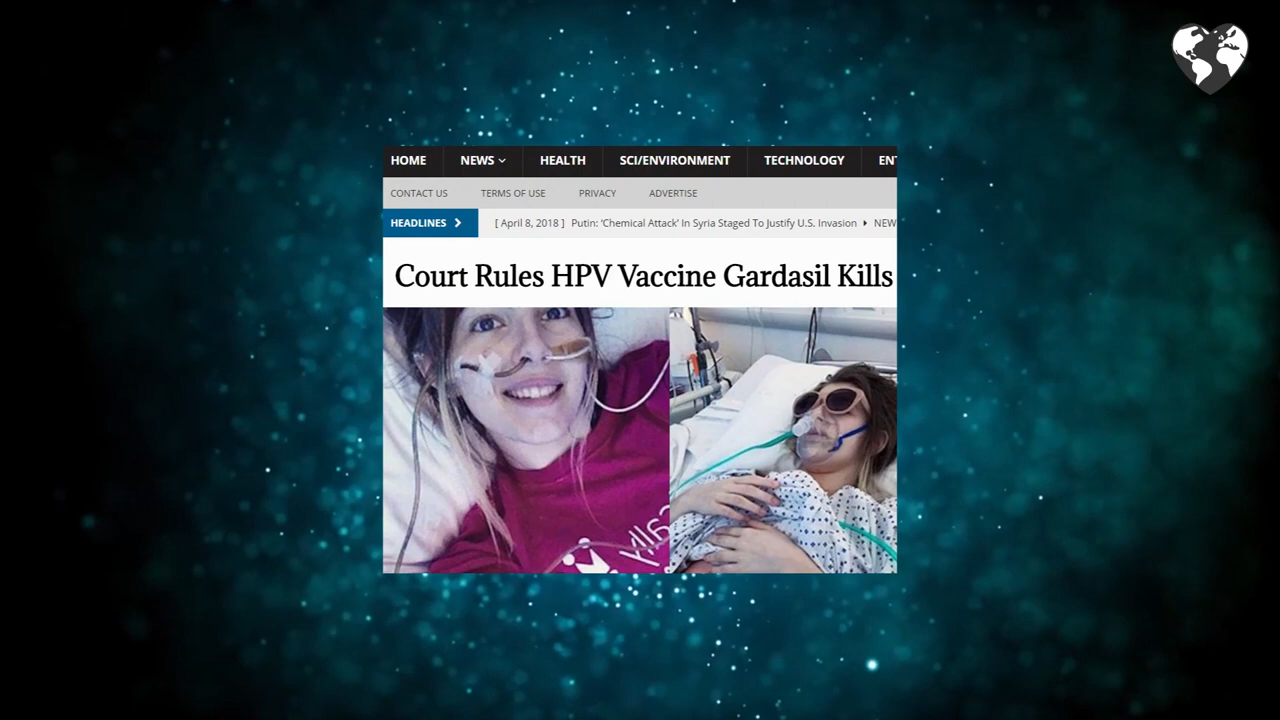 HOME NEWS HEALTH SCI/ENVIRONMENT TECHNOLOGY EN
CONTACT US TERMS OF USE PRIVACY ADVERTISE
HEADLINES [ April 8, 2018 ] Putin: ‘Chemical Attack’ In Syria Staged To Justify U.S. Invasion NEW
Court Rules HPV Vaccine Gardasil Kills